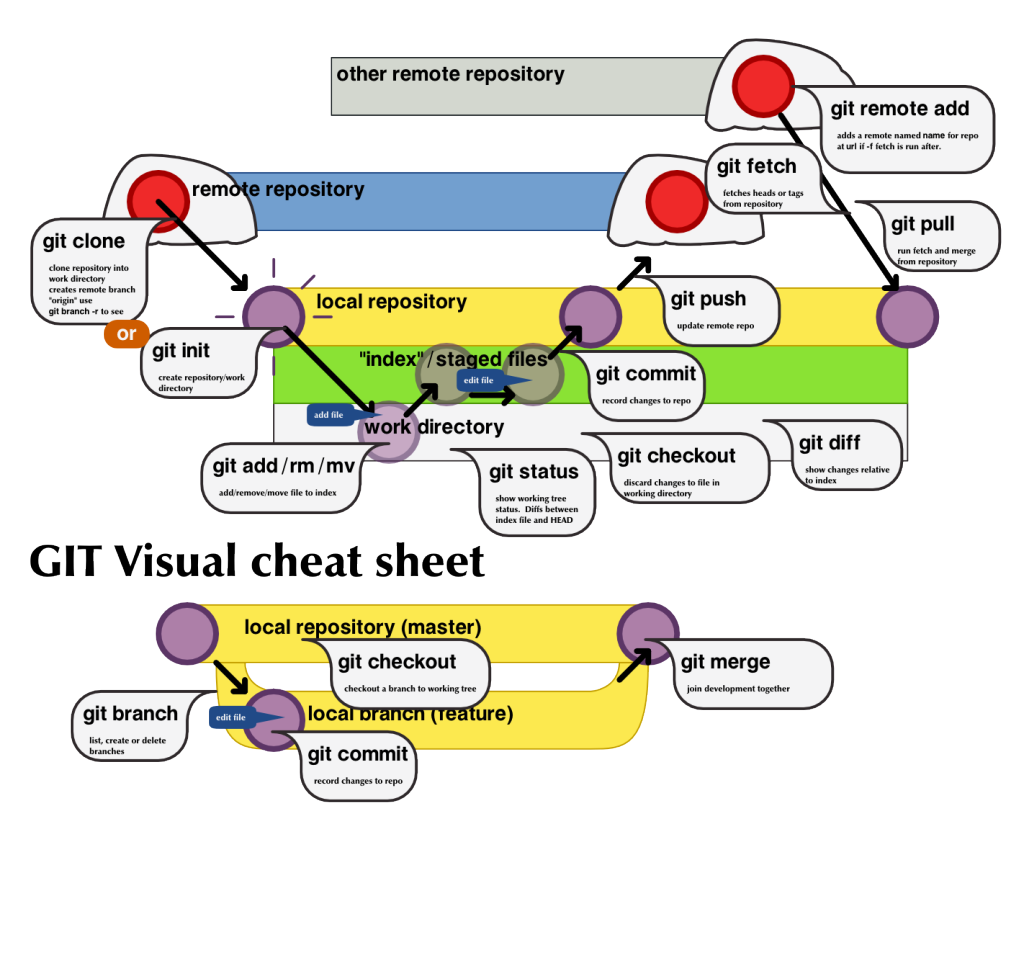 other remote repository
git remote add
adds a remote named name for repo
at url if -f fetch is run after.
git fetch
fetches heads or tags
from repository
remote repository
git pull
run fetch and merge
from repository
git clone
clone repository into
work directory
creates remote branch
"origin" use
git branch -r to see
or
git init
create repository/work
directory
local repository
git push
update remote repo
"index"/staged files
edit file
git commit
record changes to repo
add file
work directory
git add/rm/mv
add/remove/move file to index
git status
show working tree
status. Diffs between
index file and HEAD
git checkout
discard changes to file in
working directory
git diff
show changes relative
to index
GIT Visual cheat sheet
local repository (master)
git checkout
checkout a branch to working tree
git merge
join development together
git branch
list, create or delete
branches
edit file
local branch (feature)
git commit
record changes to repo